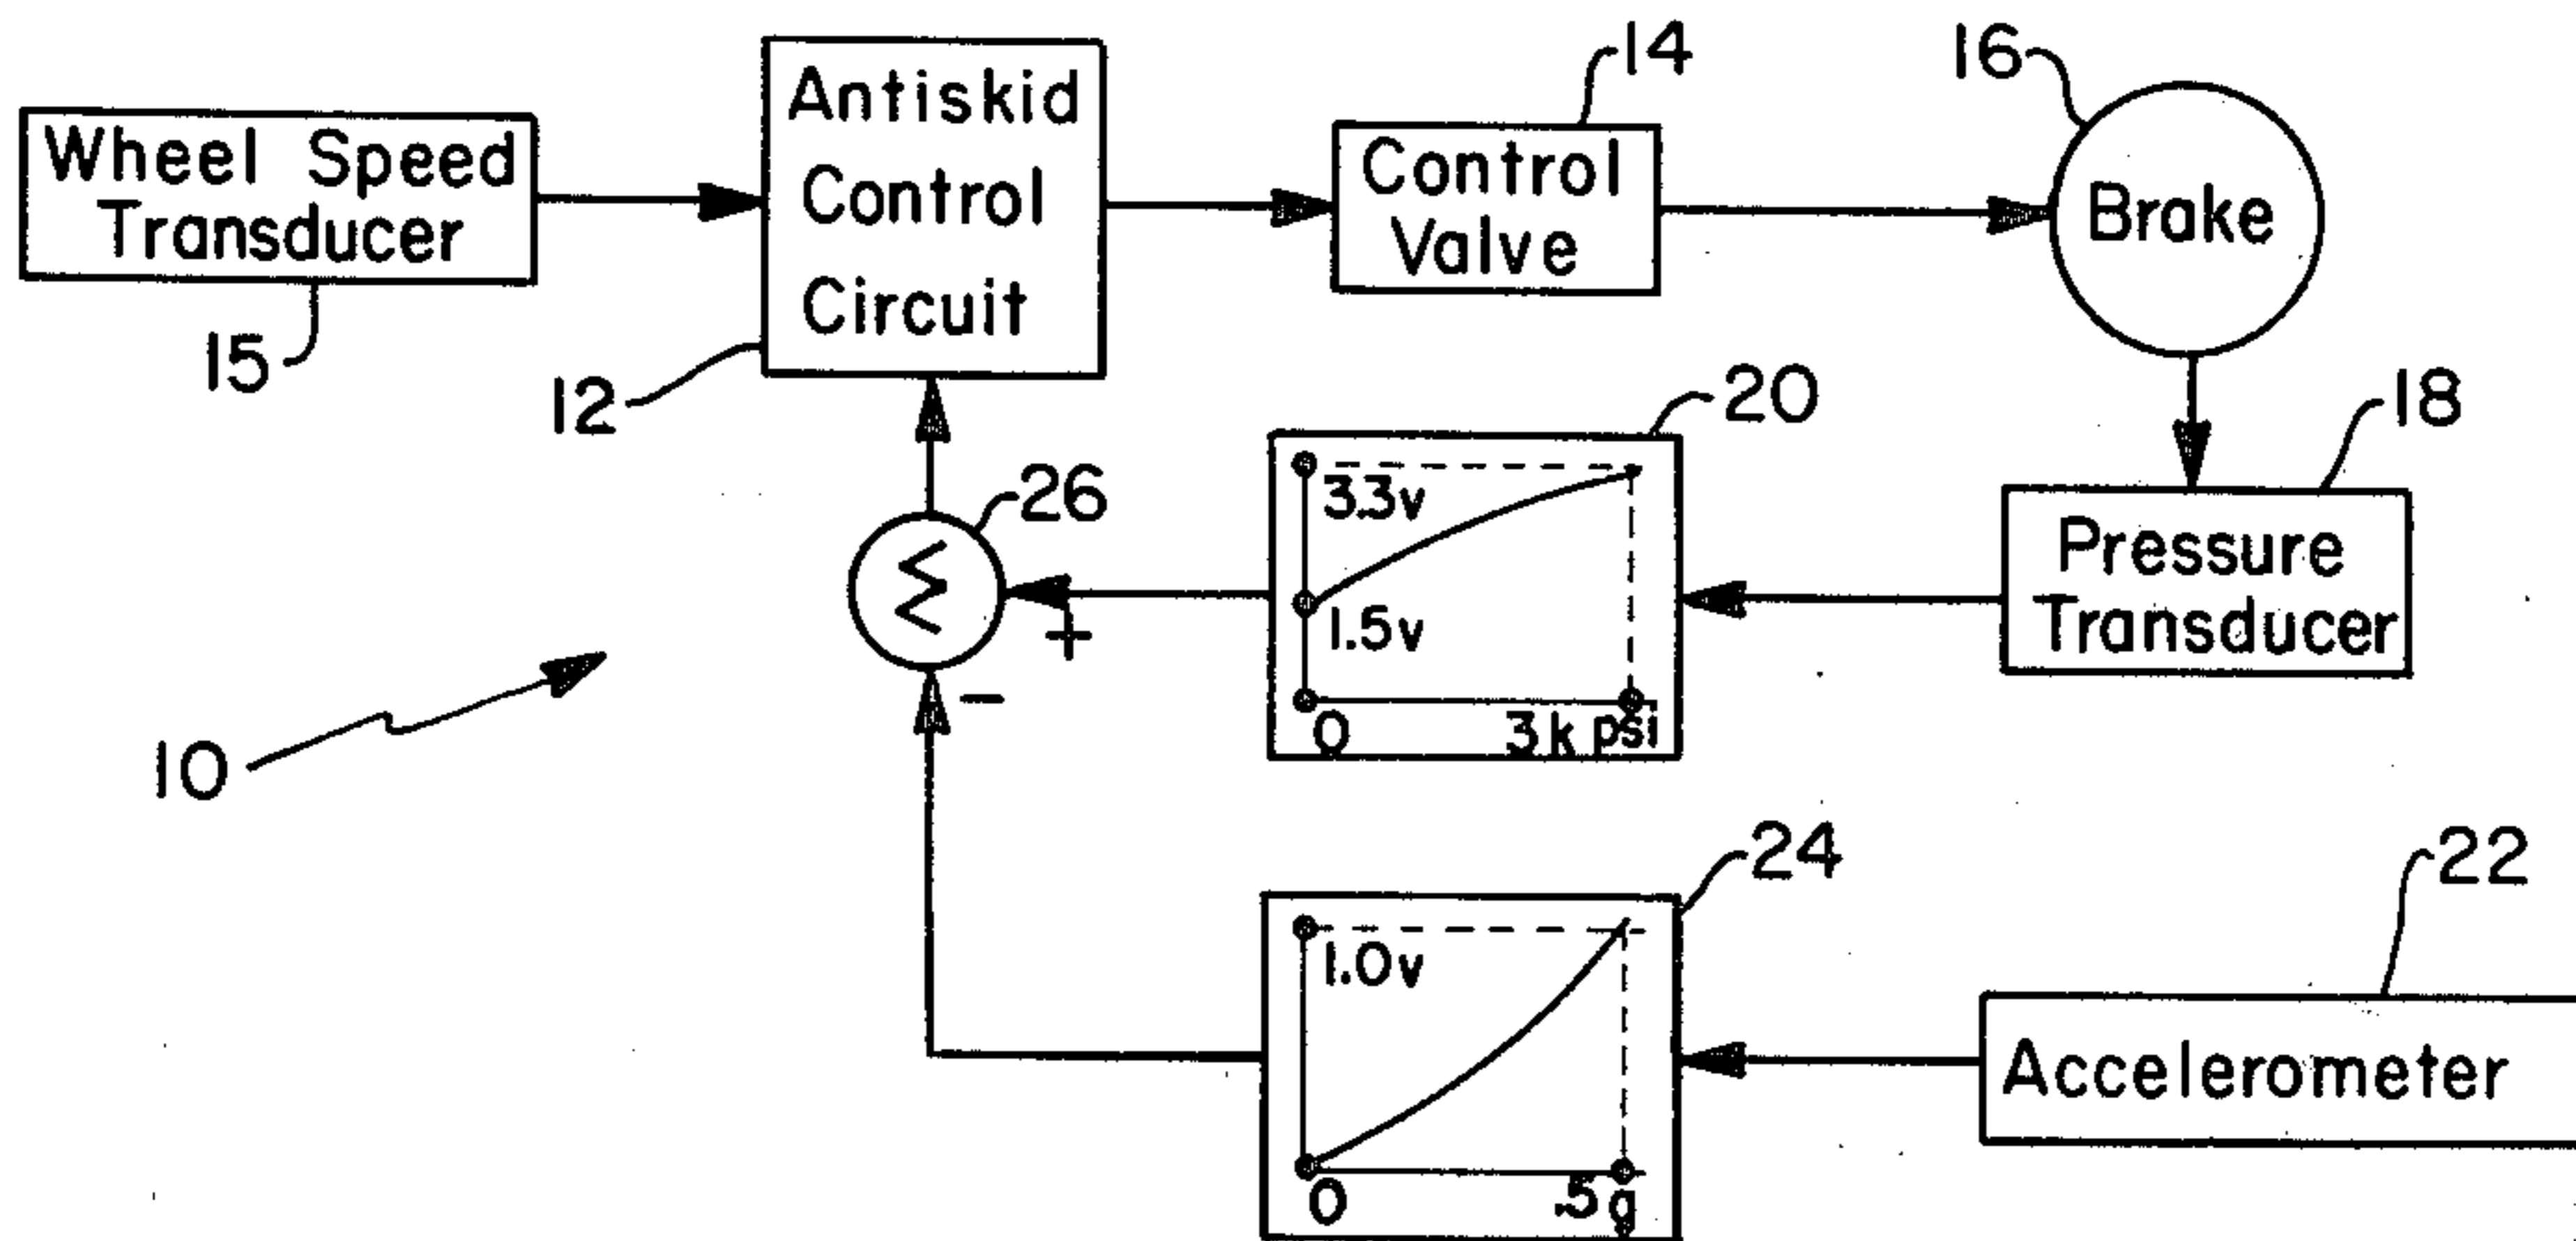 14
16
Antiskid
Control
Circuit
Wheel Speed
Transducer
Control
Valve
Brake
15
12
20
18
26
3.3v
1.5v
0
3k psi
+
-
Pressure
Transducer
10
24
22
1.0v
0
.5g
Accelerometer